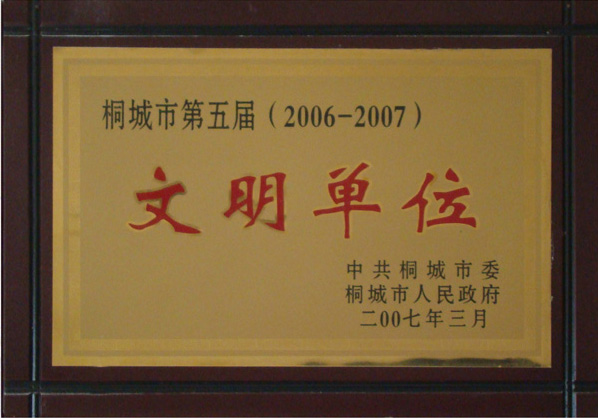 桐城市第五届（2006-2007）
文明单位
中共桐城市委
桐城市人民政府
二00七年三月